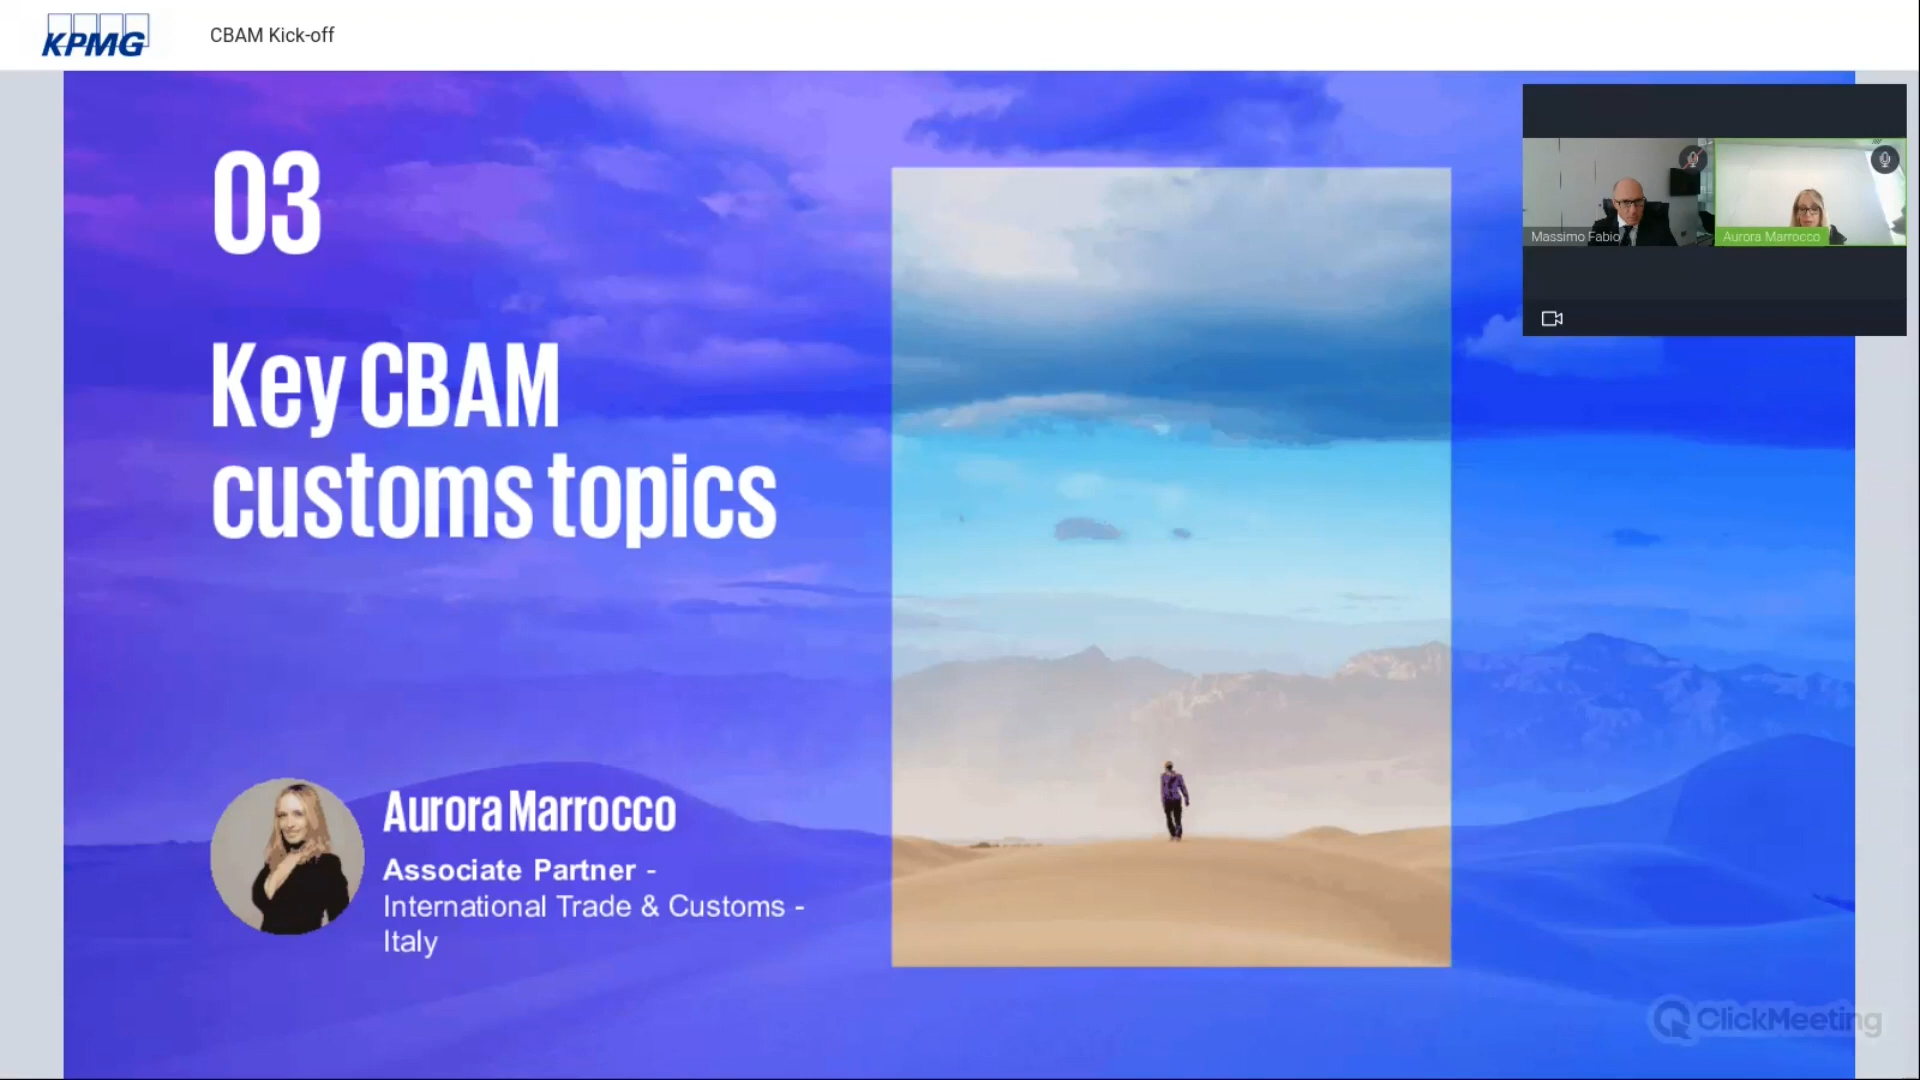 KPMG
CBAM Kick-off
03
Key CBAM
customs topics
Massimo Fabio
Aurora Marrocco
Aurora Marrocco
Associate Partner -
International Trade & Customs -
Italy
ClickMeeting